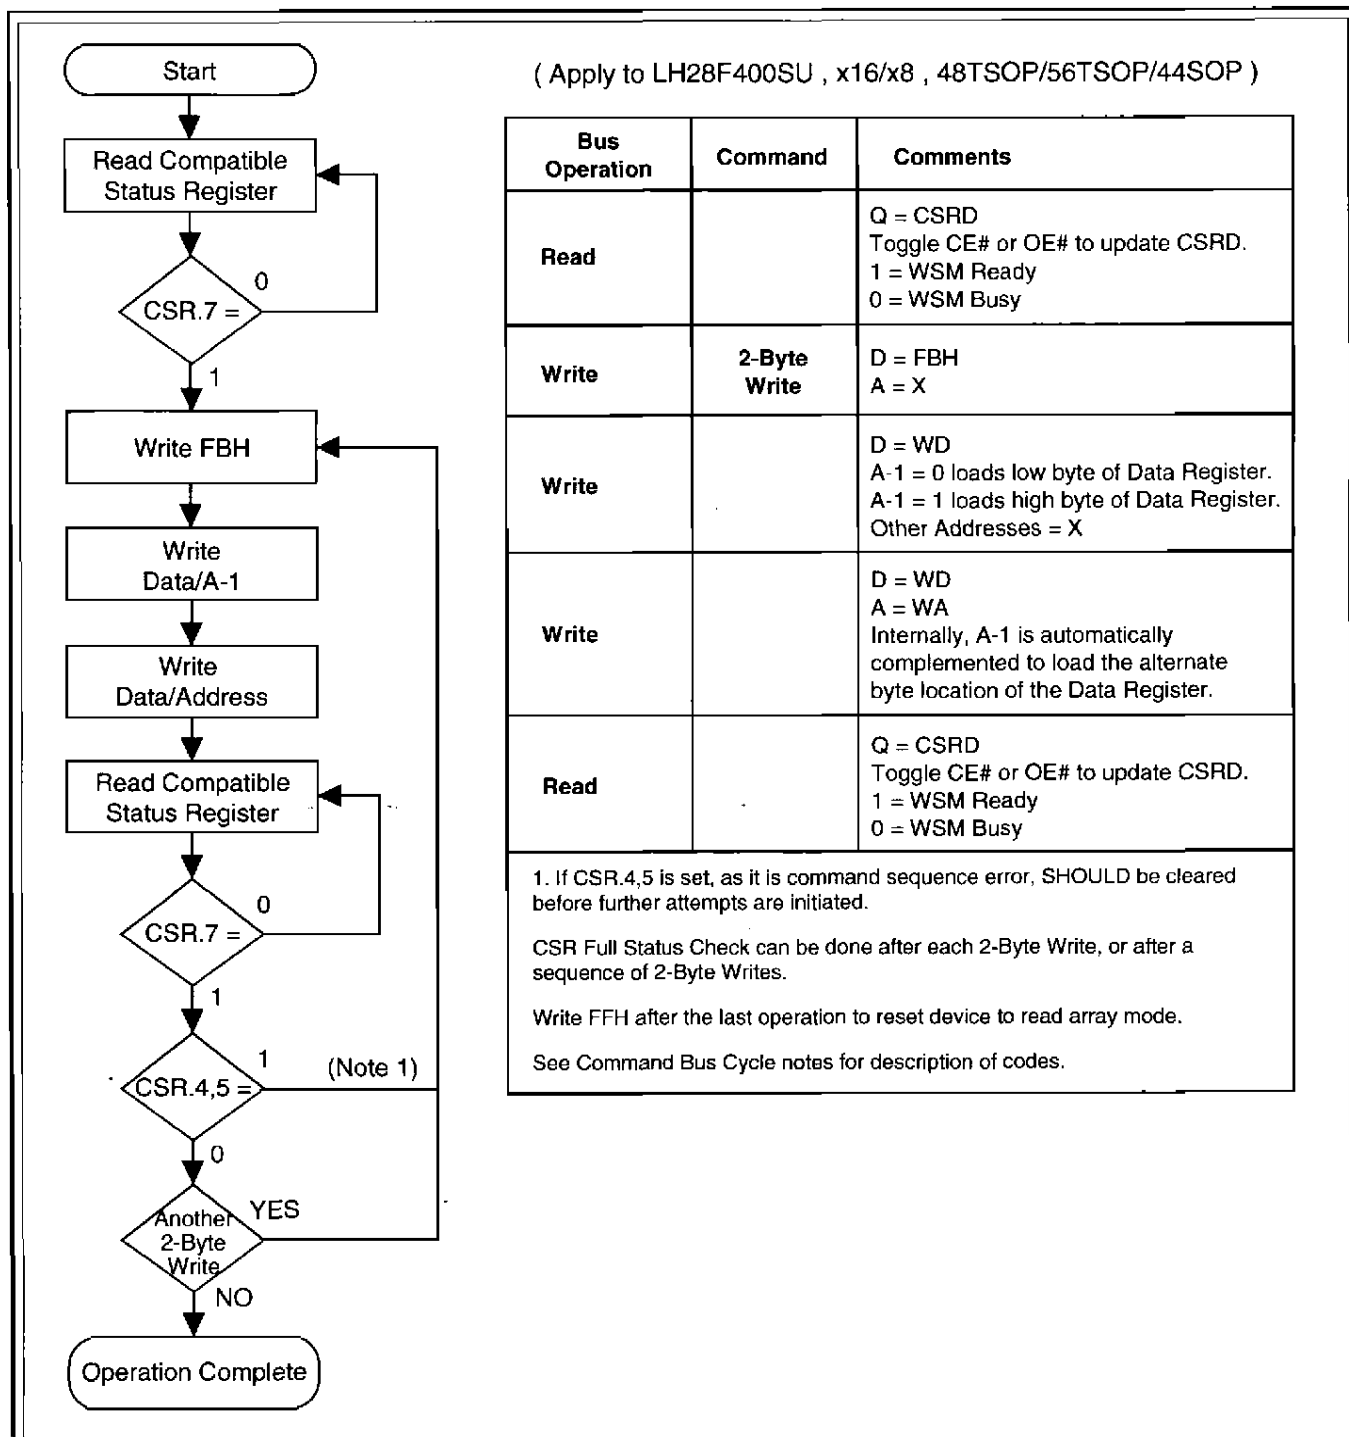 Start
Read Compatible
Status Register
0
CSR.7 =
1
Write FBH
Write
Data/A-1
Write
Data/Address
Read Compatible
Status Register
0
CSR.7 =
1
1
(Note 1)
CSR.4,5 =
0
YES
Another
2-Byte
Write
NO
Operation Complete
( Apply to LH28F400SU , x16/x8 , 48TSOP/56TSOP/44SOP )
Bus
Operation
Command
Comments
Read
Q = CSRD
Toggle CE# or OE# to update CSRD.
1 = WSM Ready
0 = WSM Busy
Write
2-Byte
Write
D = FBH
A = X
Write
D = WD
A-1 = 0 loads low byte of Data Register.
A-1 = 1 loads high byte of Data Register.
Other Addresses = X
Write
D = WD
A = WA
Internally, A-1 is automatically
complemented to load the alternate
byte location of the Data Register.
Read
Q = CSRD
Toggle CE# or OE# to update CSRD.
1 = WSM Ready
0 = WSM Busy
1. If CSR.4,5 is set, as it is command sequence error, SHOULD be cleared
before further attempts are initiated.
CSR Full Status Check can be done after each 2-Byte Write, or after a
sequence of 2-Byte Writes.
Write FFH after the last operation to reset device to read array mode.
See Command Bus Cycle notes for description of codes.